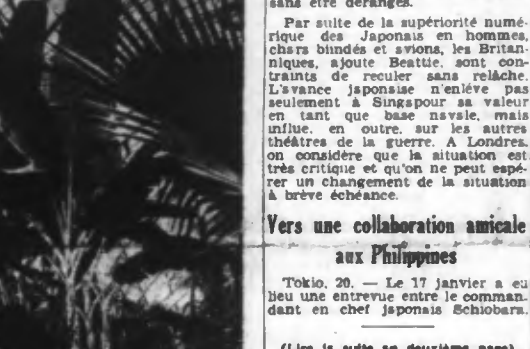 sans être dérangés.
Par suite de la supériorité numé-
rique des Japonais en hommes,
chars blindés et avions, les Britan-
niques, ajoute Beattie, sont con-
traints de reculer sans relâche.
L'avance japonaise n'enlève pas
seulement à Singapour sa valeur
en tant que base navale, mais
influe, en outre, sur les autres
théâtres de la guerre. A Londres,
on considère que la situation est
très critique et qu'on ne peut espé-
rer un changement de la situation
à brève échéance.
Vers une collaboration amicale
aux Philippines
Tokio, 20. — Le 17 janvier a eu
lieu une entrevue entre le comman-
dant en chef japonais Schiobara.
(Lire la suite en deuxième page)